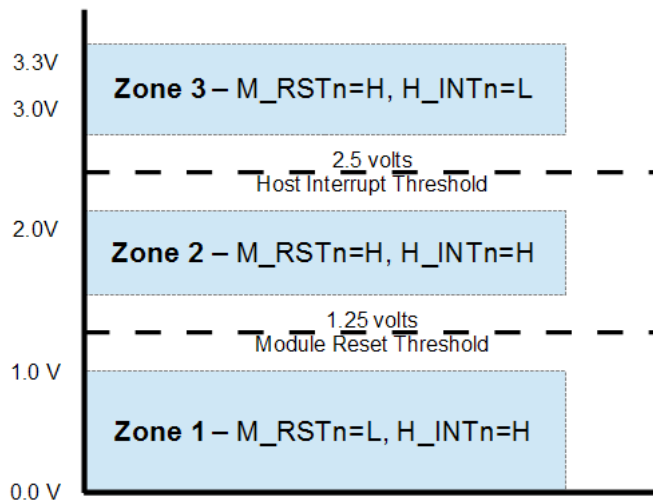 3.3V
Zone 3 – M_RSTn=H, H_INTn=L
3.0V
2.5 volts
Host Interrupt Threshold
2.0V
Zone 2 – M_RSTn=H, H_INTn=H
1.25 volts
Module Reset Threshold
1.0 V
Zone 1 – M_RSTn=L, H_INTn=H
0.0 V